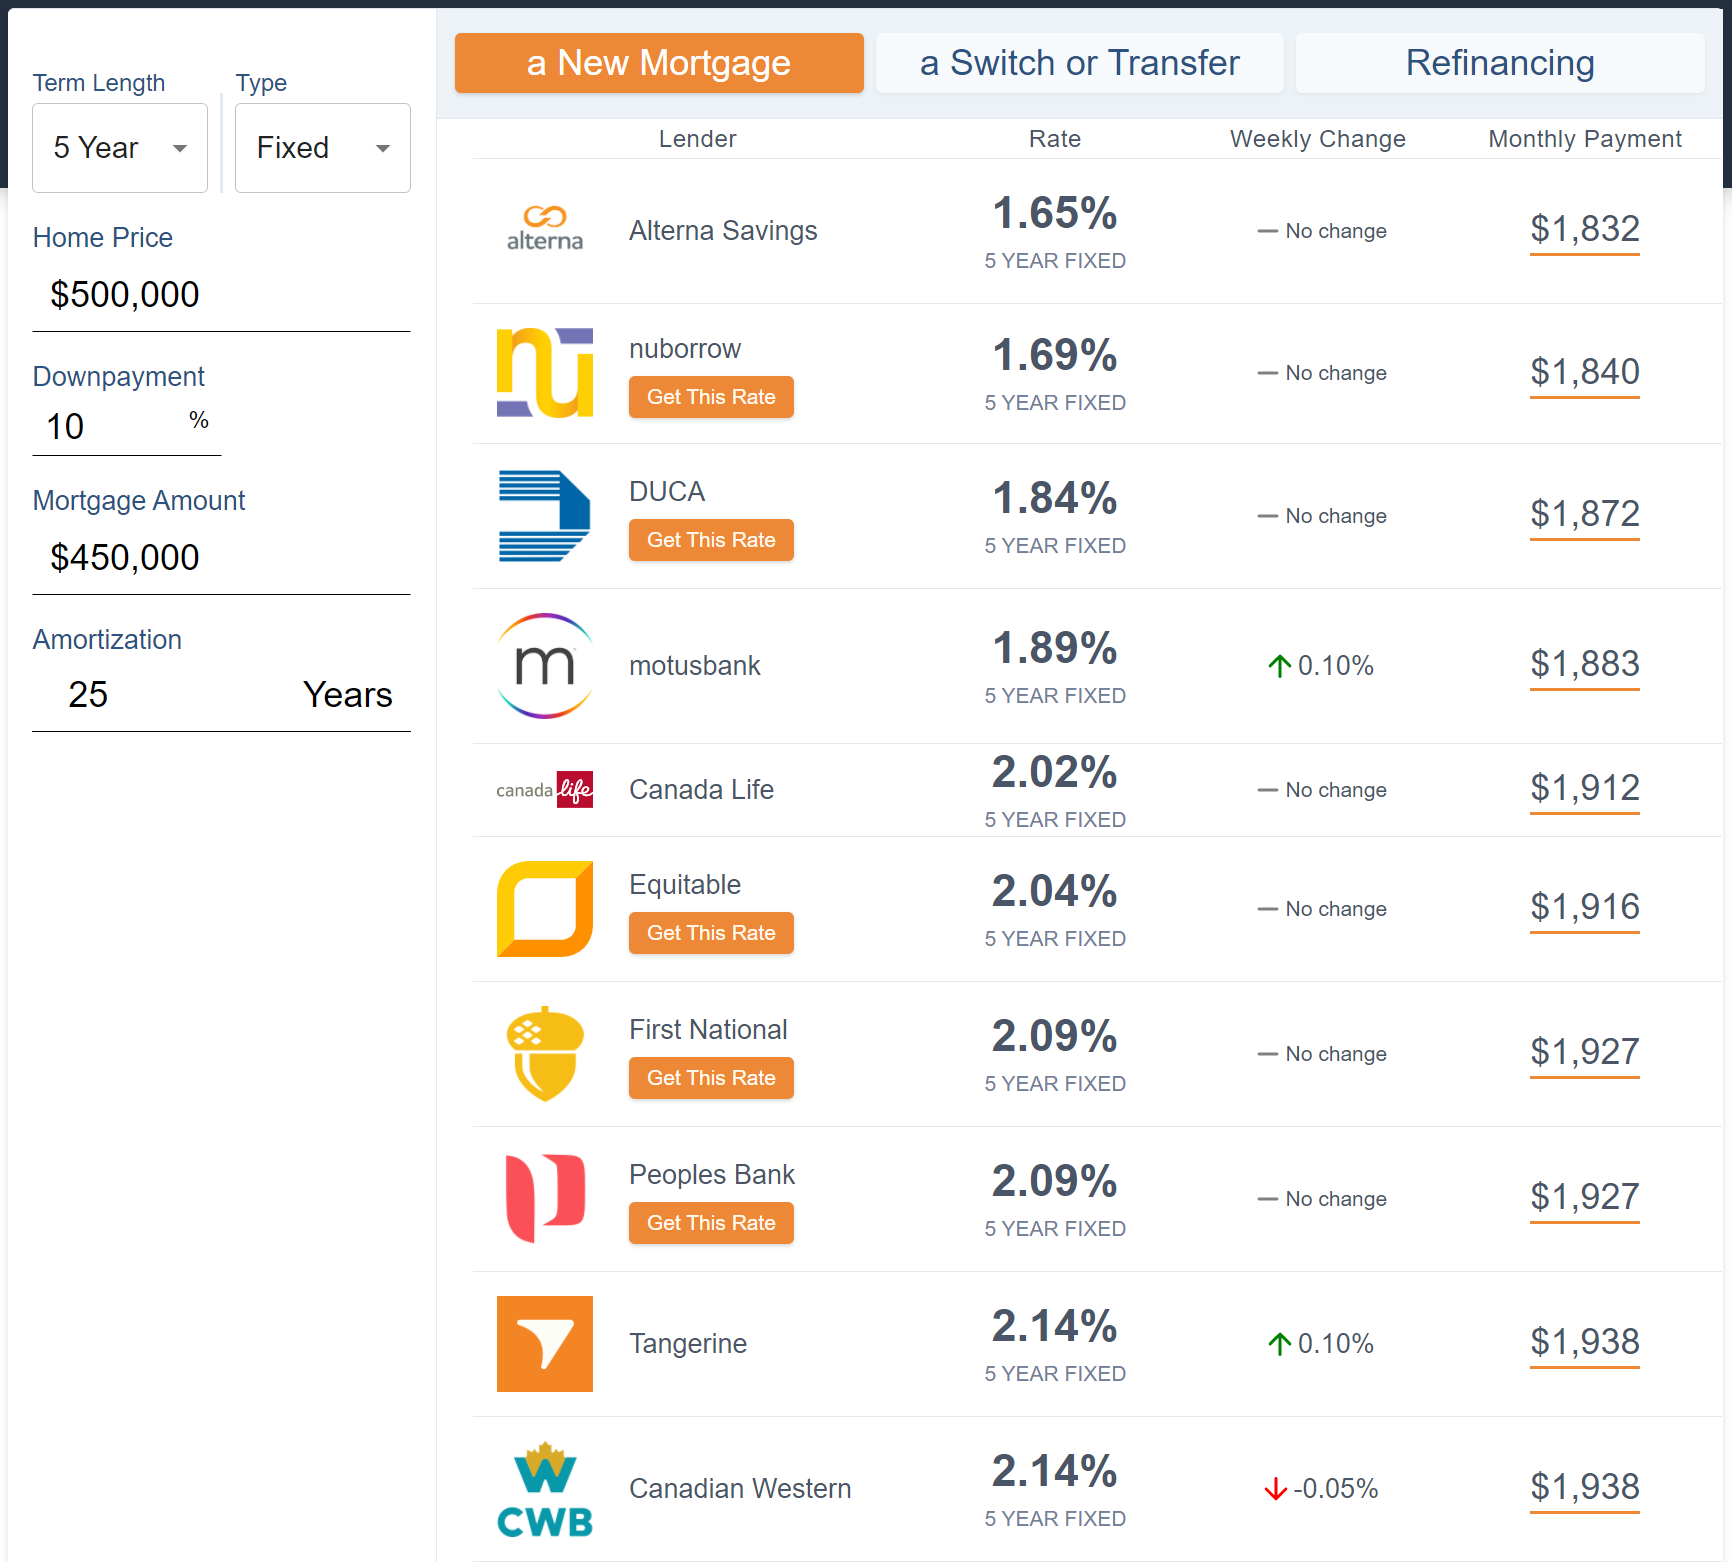 a New Mortgage
a Switch or Transfer
Refinancing
Term Length
Type
5 Year
Fixed
Home Price
$500,000
Downpayment
10 %
Mortgage Amount
$450,000
Amortization
25 Years
Lender Rate Weekly Change Monthly Payment
alterna
Alterna Savings
1.65%
5 YEAR FIXED
No change
$1,832
nu
nuborrow
Get This Rate
1.69%
5 YEAR FIXED
No change
$1,840
DUCA
Get This Rate
1.84%
5 YEAR FIXED
No change
$1,872
m
motusbank
1.89%
5 YEAR FIXED
0.10%
$1,883
canada life
Canada Life
2.02%
5 YEAR FIXED
No change
$1,912
Equitable
Get This Rate
2.04%
5 YEAR FIXED
No change
$1,916
First National
Get This Rate
2.09%
5 YEAR FIXED
No change
$1,927
Peoples Bank
Get This Rate
2.09%
5 YEAR FIXED
No change
$1,927
Tangerine
2.14%
5 YEAR FIXED
0.10%
$1,938
CWB
Canadian Western
2.14%
5 YEAR FIXED
-0.05%
$1,938